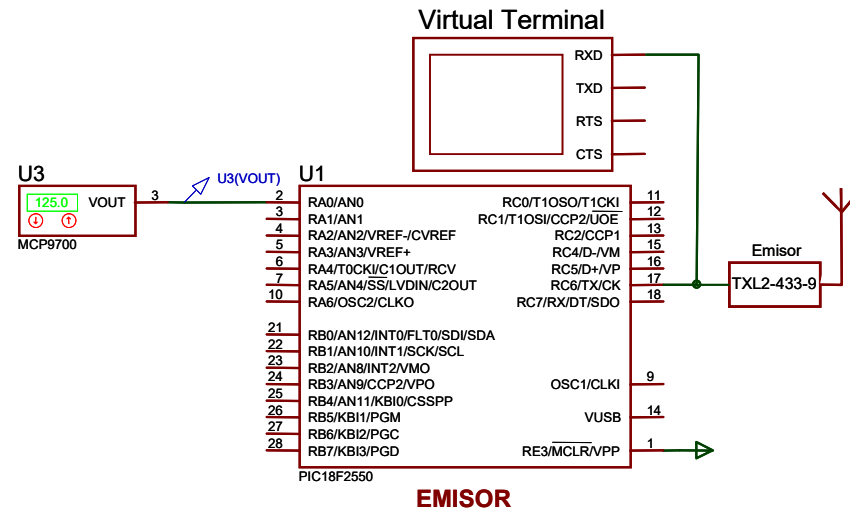 Virtual Terminal
RXD
TXD
RTS
CTS
U3
125.0
VOUT
3
MCP9700
U3(VOUT)
U1
2 RA0/AN0
3 RA1/AN1
4 RA2/AN2/VREF-/CVREF
5 RA3/AN3/VREF+
6 RA4/T0CKI/C1OUT/RCV
7 RA5/AN4/SS/LVDIN/C2OUT
10 RA6/OSC2/CLKO
21 RB0/AN12/INT0/FLT0/SDI/SDA
22 RB1/AN10/INT1/SCK/SCL
23 RB2/AN8/INT2/VMO
24 RB3/AN9/CCP2/VPO
25 RB4/AN11/KBI0/CSSPP
26 RB5/KBI1/PGM
27 RB6/KBI2/PGC
28 RB7/KBI3/PGD
RC0/T1OSO/T1CKI 11
RC1/T1OSI/CCP2/UOE 12
RC2/CCP1 13
RC4/D-/VM 15
RC5/D+/VP 16
RC6/TX/CK 17
RC7/RX/DT/SDO 18
OSC1/CLKI 9
VUSB 14
RE3/MCLR/VPP 1
PIC18F2550
Emisor
TXL2-433-9
EMISOR